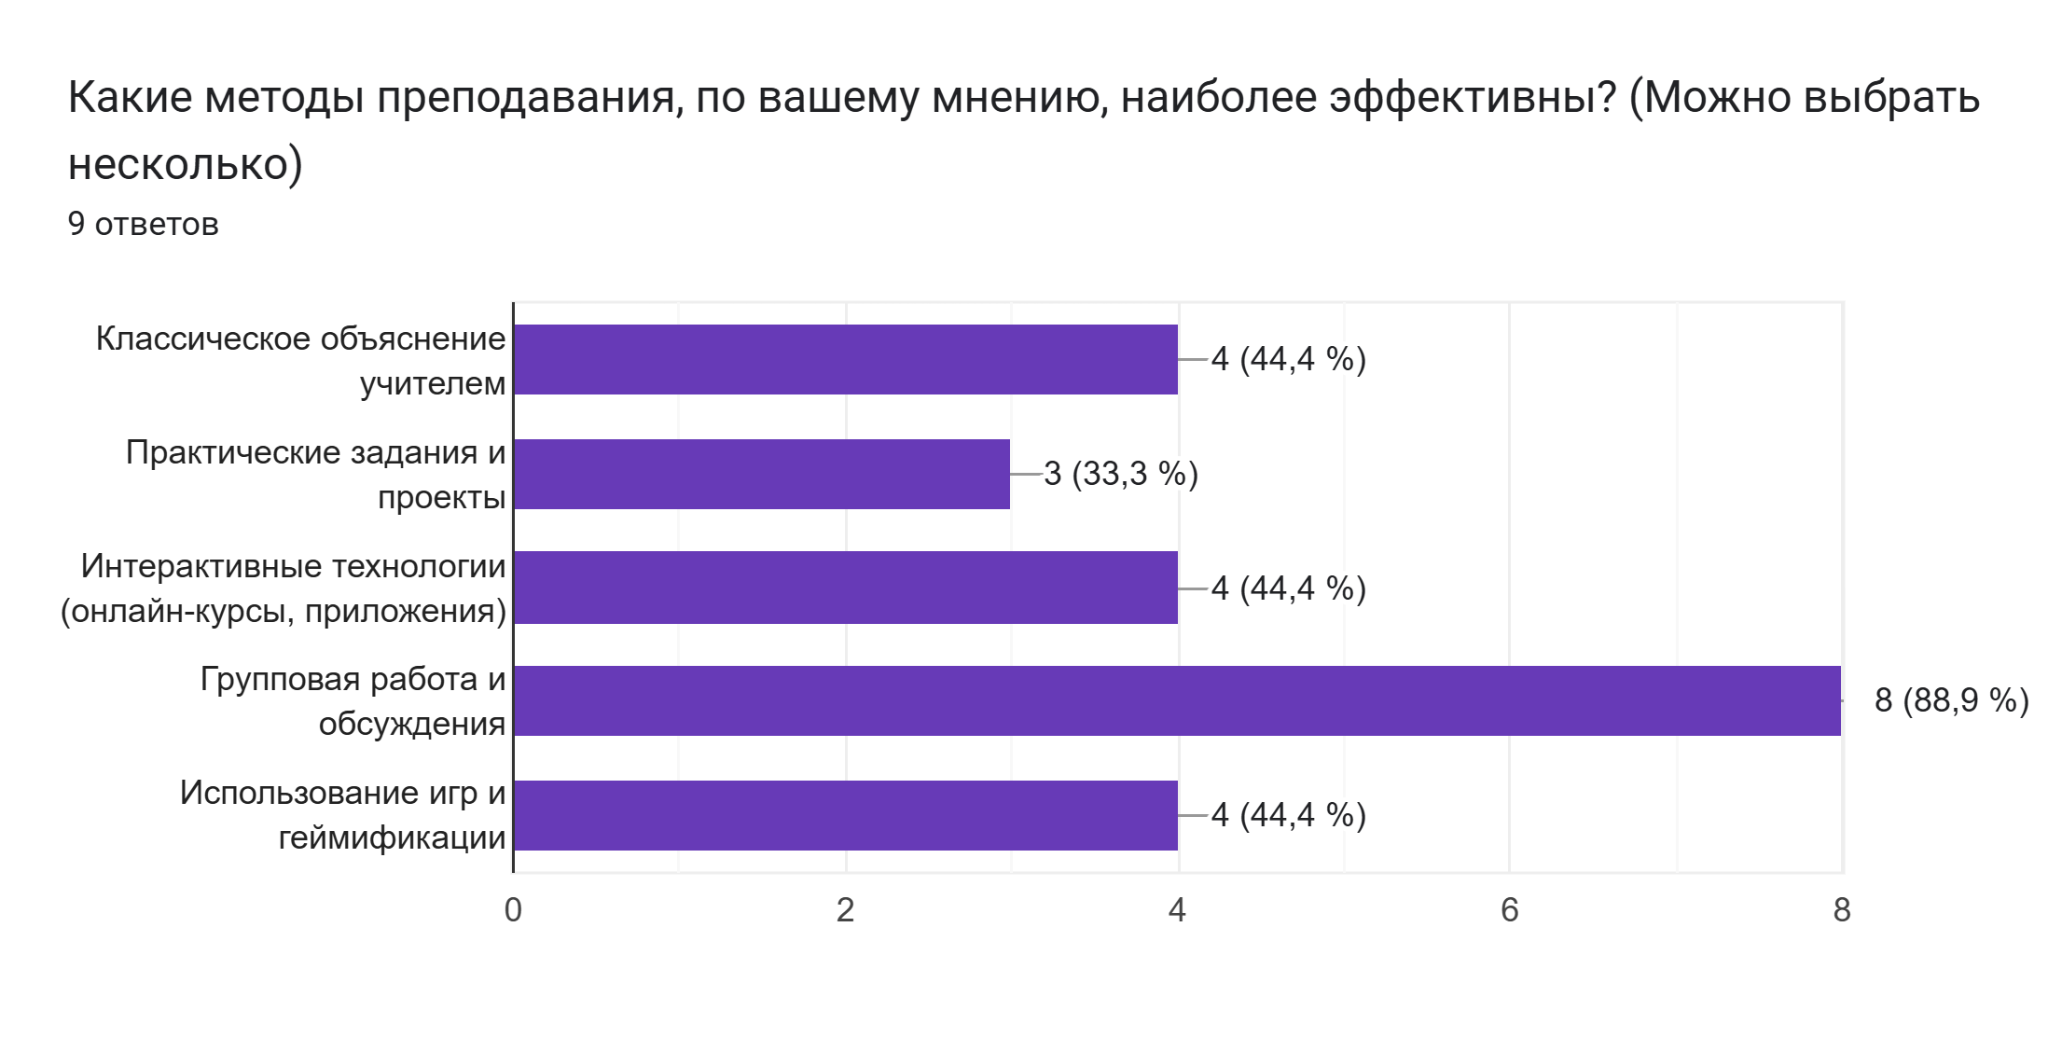 Какие методы преподавания, по вашему мнению, наиболее эффективны? (Можно выбрать
несколько)
9 ответов
Классическое объяснение
учителем
4 (44,4 %)
Практические задания и
проекты
3 (33,3 %)
Интерактивные технологии
(онлайн-курсы, приложения)
4 (44,4 %)
Групповая работа и
обсуждения
8 (88,9 %)
Использование игр и
геймификации
4 (44,4 %)
0 2 4 6 8